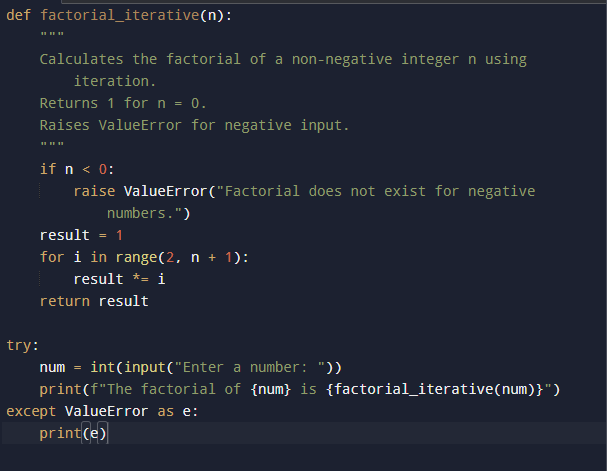 def factorial_iterative(n):
    """
    Calculates the factorial of a non-negative integer n using
        iteration.
    Returns 1 for n = 0.
    Raises ValueError for negative input.
    """
    if n < 0:
        raise ValueError("Factorial does not exist for negative
            numbers.")
    result = 1
    for i in range(2, n + 1):
        result *= i
    return result

try:
    num = int(input("Enter a number: "))
    print(f"The factorial of {num} is {factorial_iterative(num)}")
except ValueError as e:
    print(e)